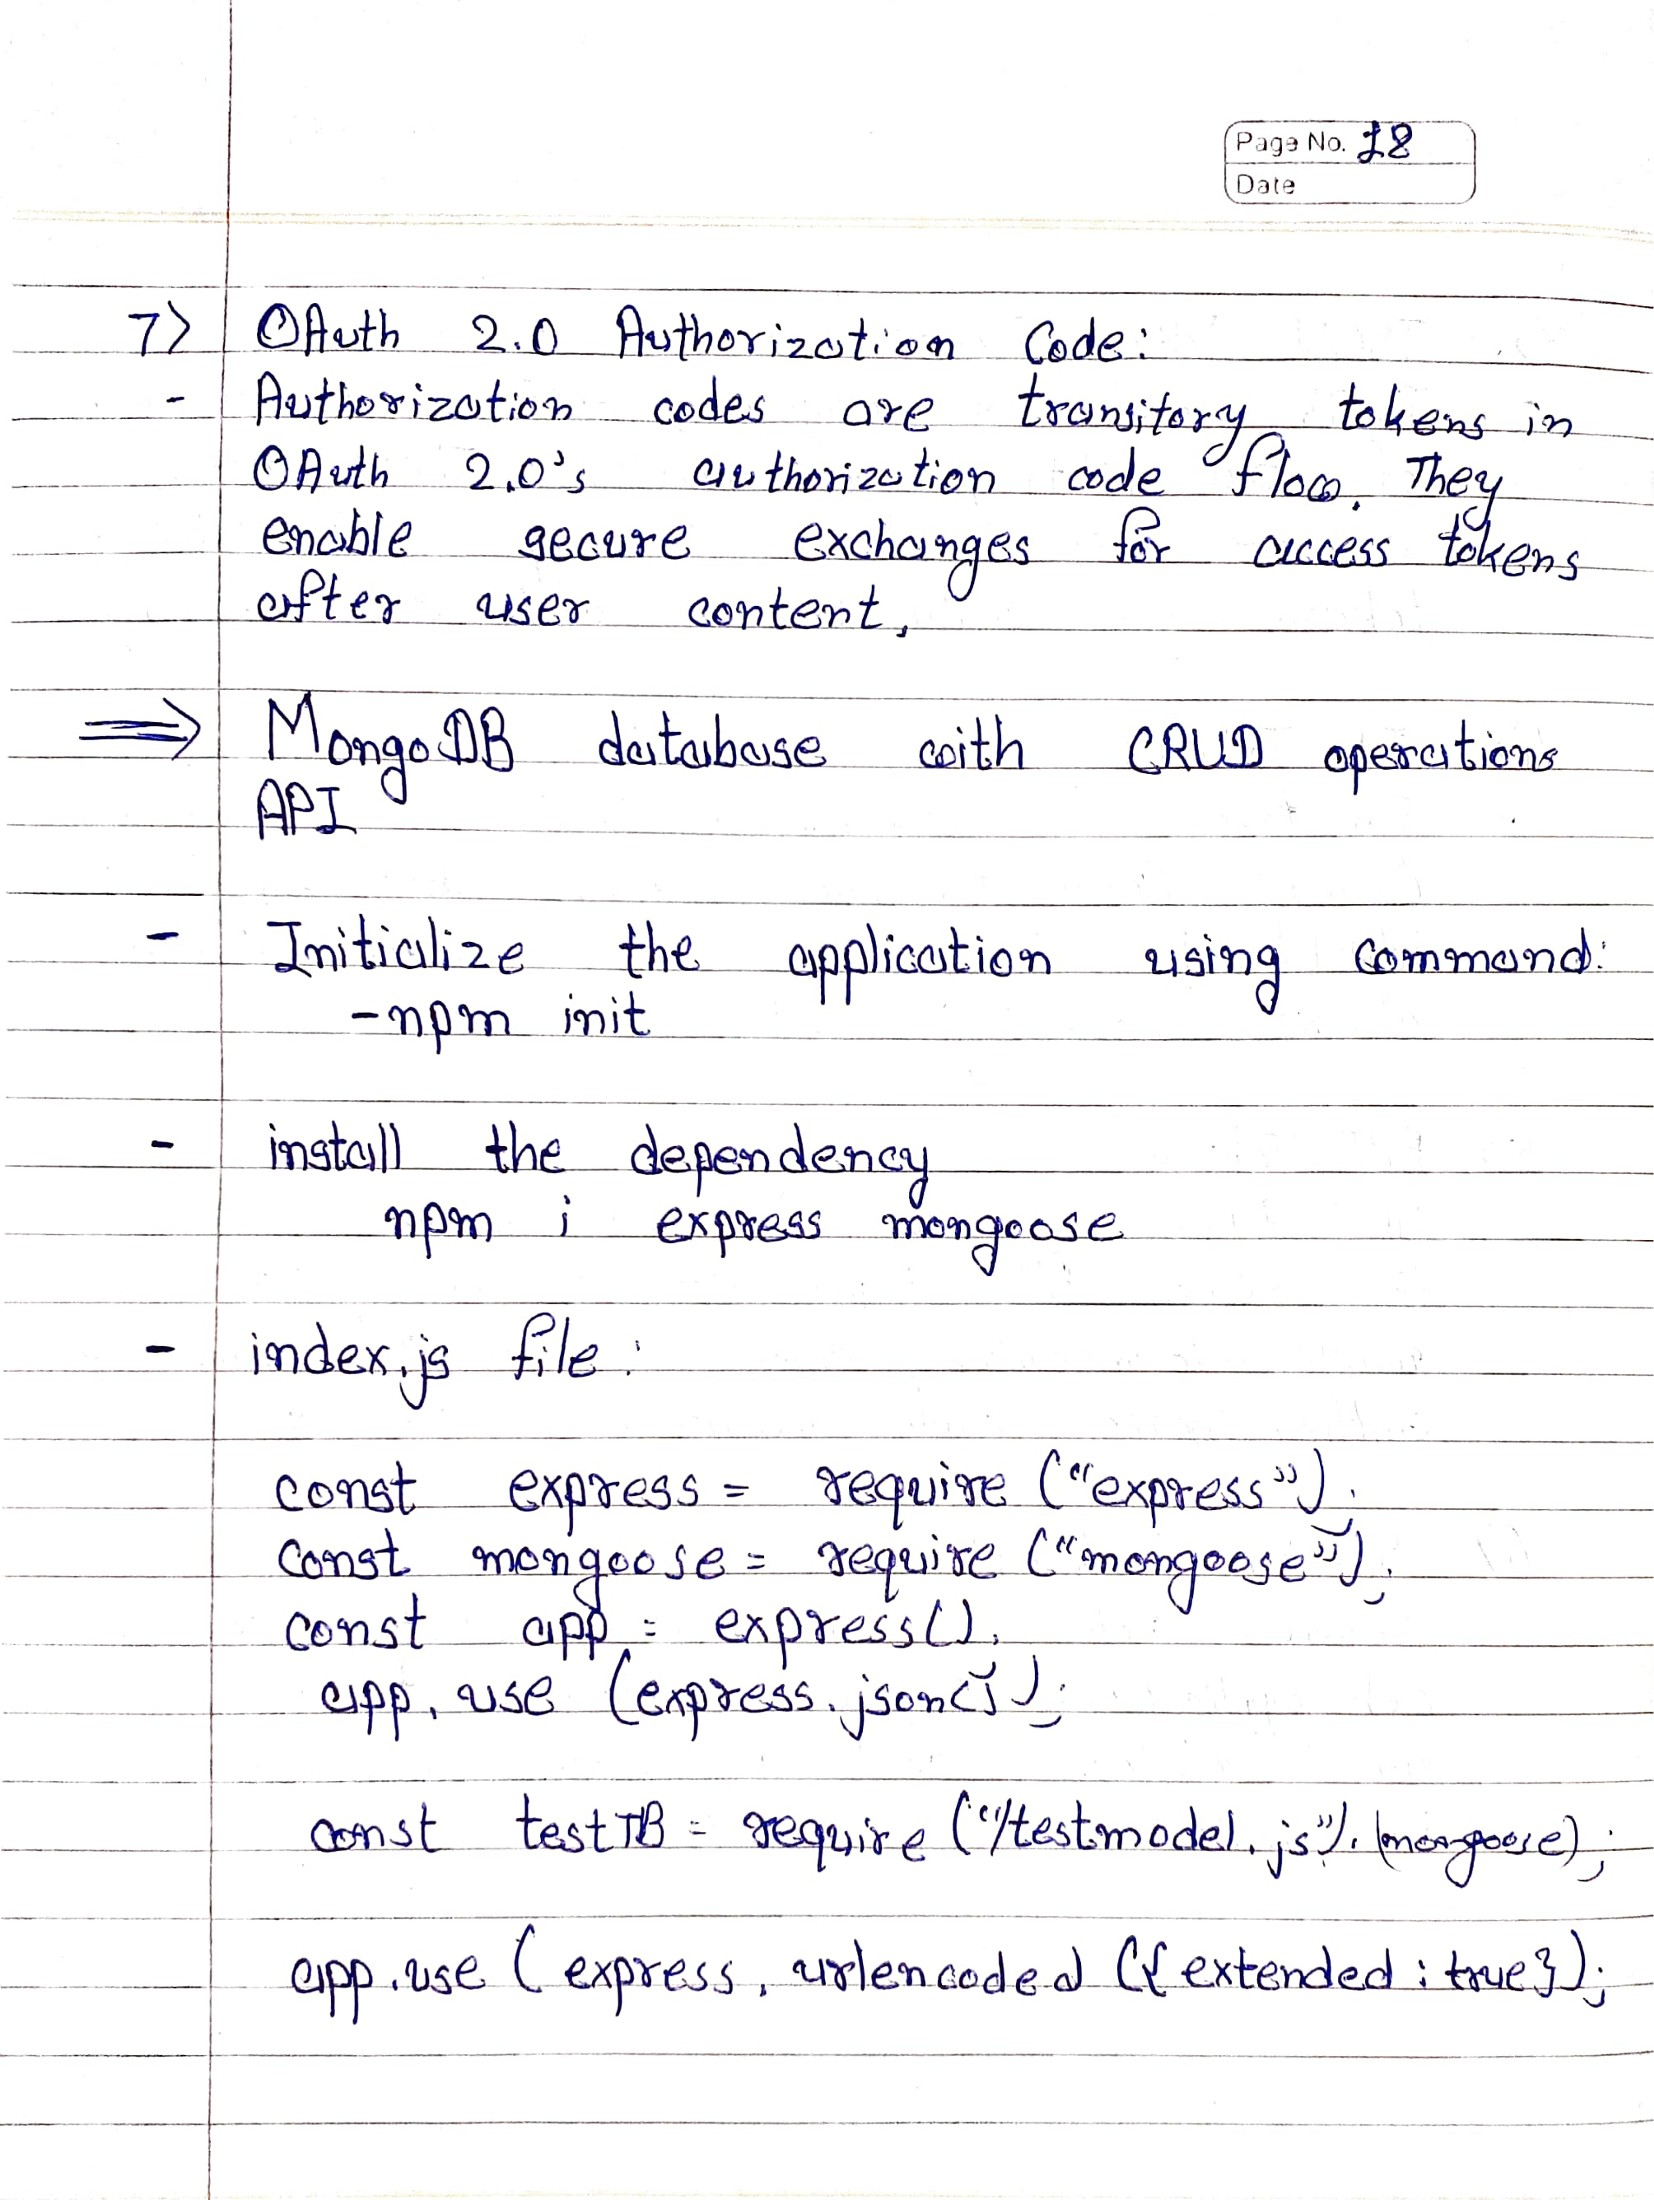 Page No. 18
Date
7> OAuth 2.0 Authorization Code:
- Authorization codes are transitory tokens in
OAuth 2.0's authorization code flow. They
enable secure exchanges for access tokens
after user content.
⇒ MongoDB database with CRUD operations
API
- Initialize the application using command:
-npm init
- install the dependency
npm i express mongoose
- index.js file:
const express = require ("express");
const mongoose = require ("mongoose");
const app = express();
app.use (express.json());
const testTB = require ("/testmodel.js").(mongoose);
app.use (express.urlencoded ({extended: true});